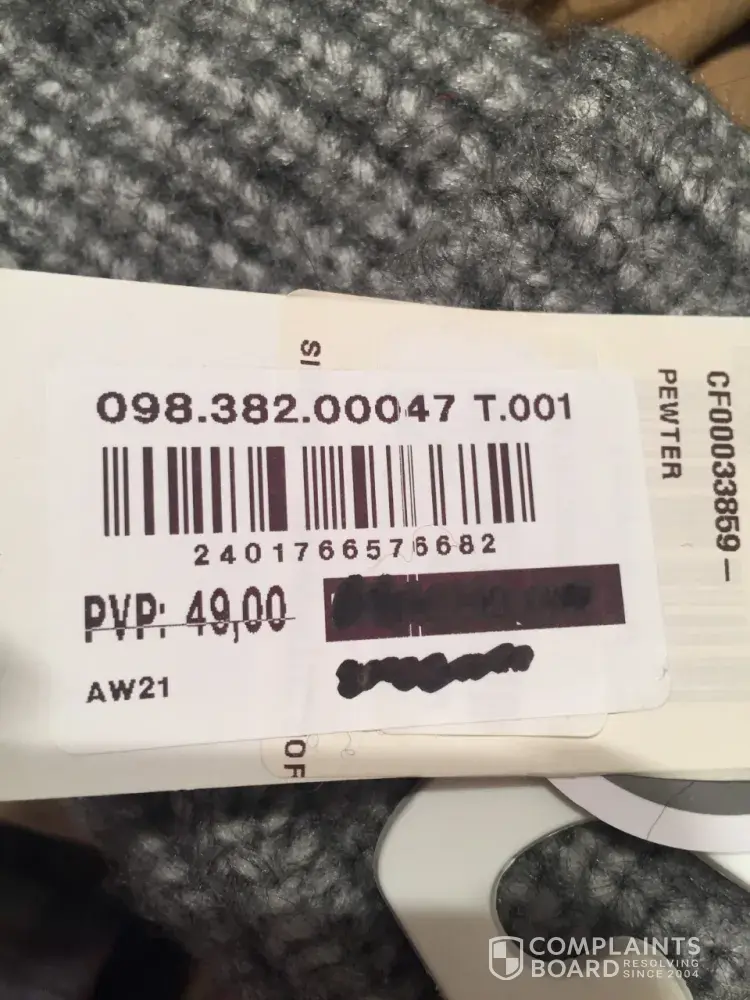 SI
098.382.00047 T.001
2401766576682
PVP: 49,00
AW21
OF
PEWTER
CF00033859–
COMPLAINTS
BOARD RESOLVING
SINCE 2004